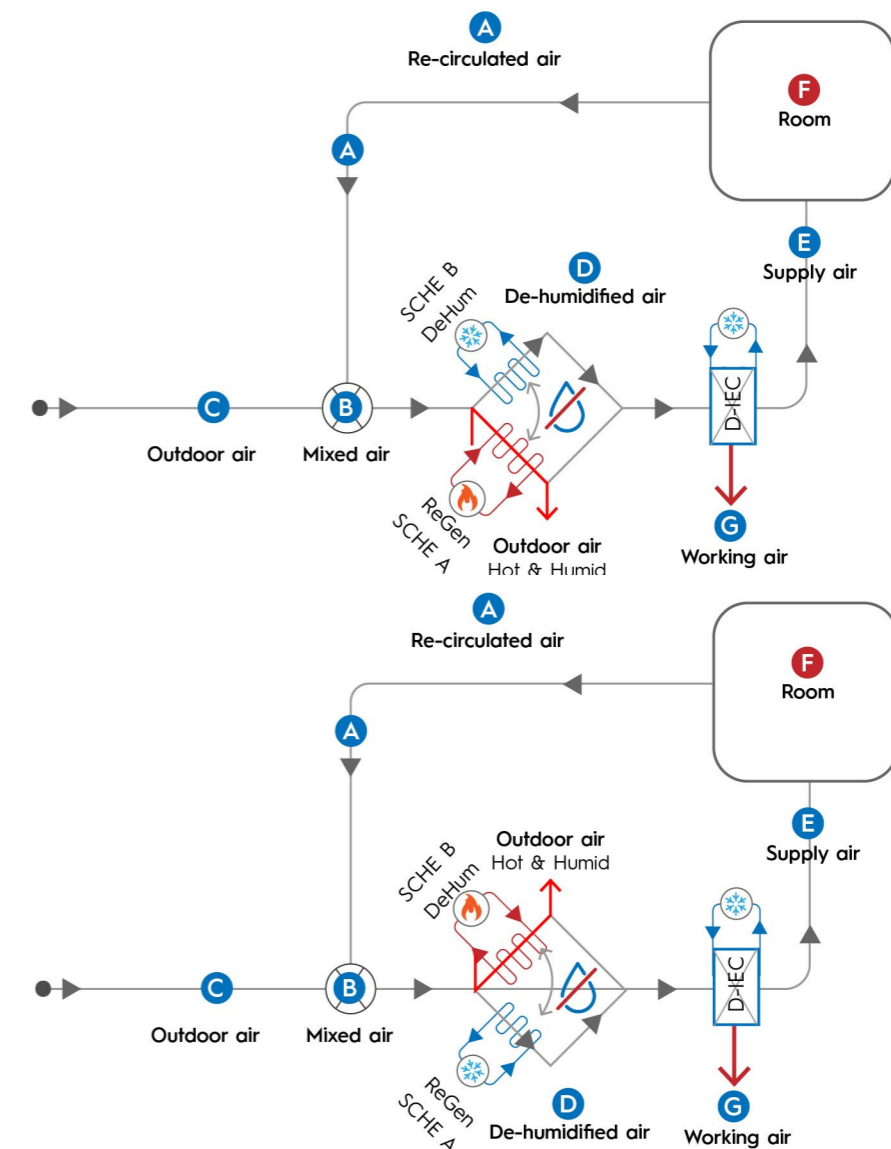 A
Re-circulated air
F
Room
A
E
Supply air
D
De-humidified air
SCHE B
DeHum
C
Outdoor air
B
Mixed air
D-IEC
ReGen
SCHE A
Outdoor air
Hot & Humid
G
Working air
A
Re-circulated air
F
Room
A
E
Supply air
Outdoor air
Hot & Humid
SCHE B
DeHum
C
Outdoor air
B
Mixed air
D-IEC
ReGen
SCHE A
D
De-humidified air
G
Working air